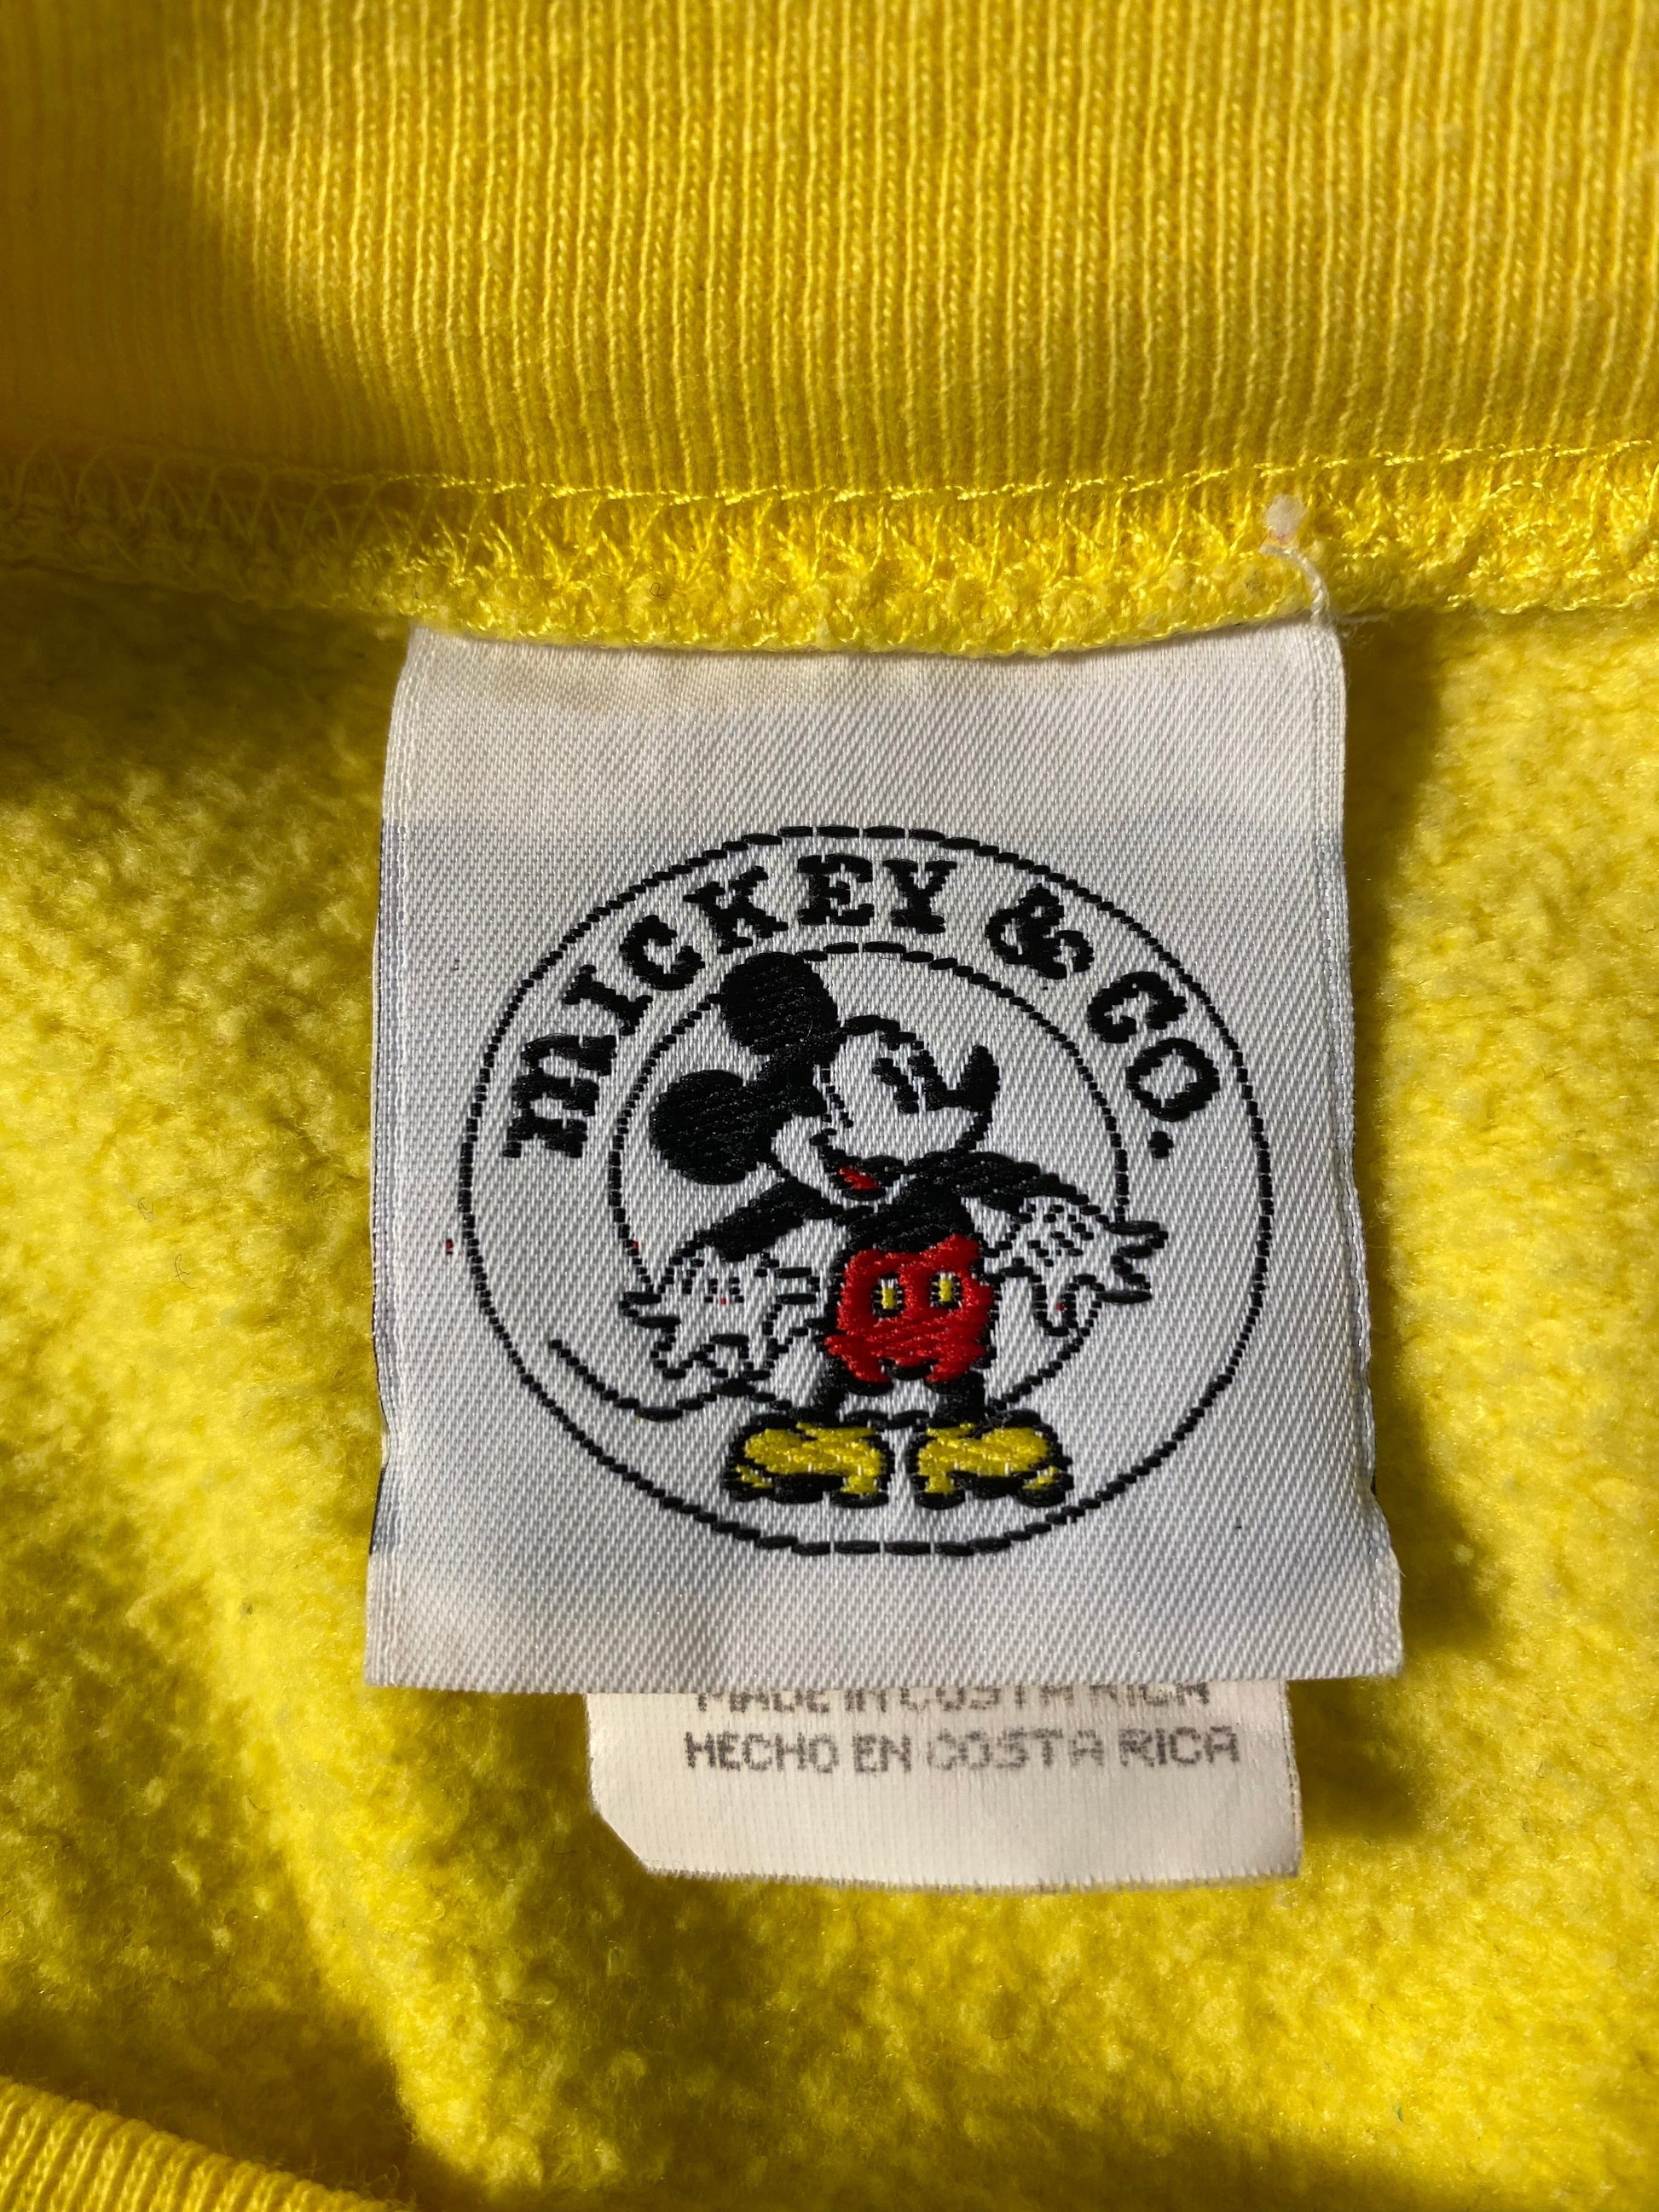 MICKEY & CO.
MADE IN COSTA RICA
HECHO EN COSTA RICA